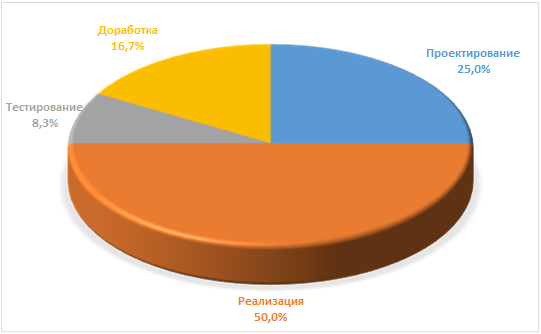 Доработка
16,7%
Проектирование
25,0%
Тестирование
8,3%
Реализация
50,0%